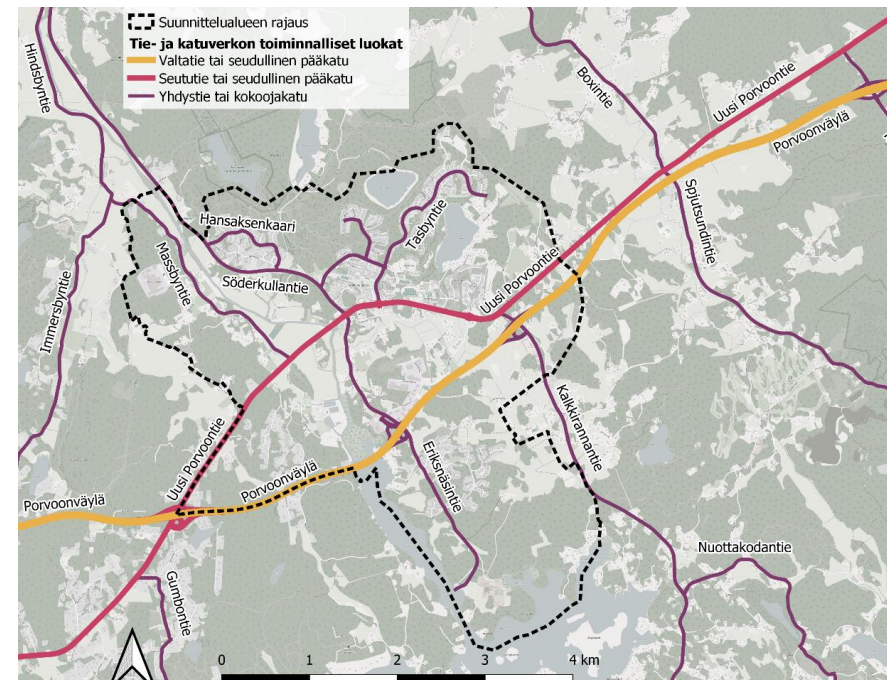 Suunnittelualueen rajaus
Tie- ja katuverkon toiminnalliset luokat
Valtatie tai seudullinen pääkatu
Seututie tai seudullinen pääkatu
Yhdystie tai kokoojakatu
Hindsbyntie
Boxintie
Uusi Porvoontie
Porvoonväylä
Spjutsundintie
Hansaksenkaari
Tasbyntie
Massbyntie
Söderkullantie
Uusi Porvoontie
Immersbyntie
Kalkkirannantie
Uusi Porvoontie
Eriksnäsintie
Porvoonväylä
Porvoonväylä
Nuottakodantie
Gumbontie
0 1 2 3 4 km